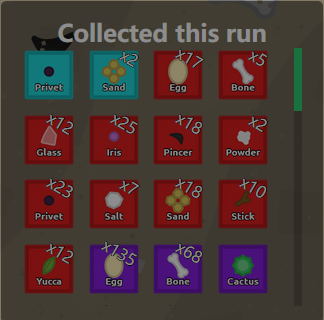 Collected this run
Privet
x2 Sand
x17 Egg
x5 Bone
x12 Glass
x25 Iris
x18 Pincer
x2 Powder
x23 Privet
x7 Salt
x18 Sand
x10 Stick
x12 Yucca
x135 Egg
x68 Bone
Cactus